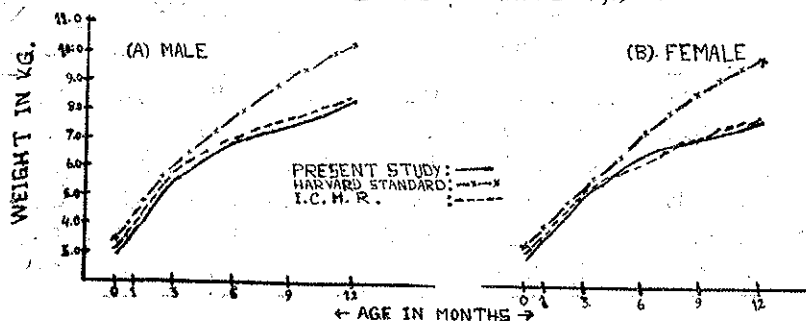 11.0
10.0
9.0
8.0
7.0
6.0
5.0
4.0
3.0
WEIGHT IN KG.
(A) MALE
(B) FEMALE
PRESENT STUDY:
HARVARD STANDARD:
I.C.M.R. :
0 1 3 6 9 12
0 1 3 6 9 12
← AGE IN MONTHS →